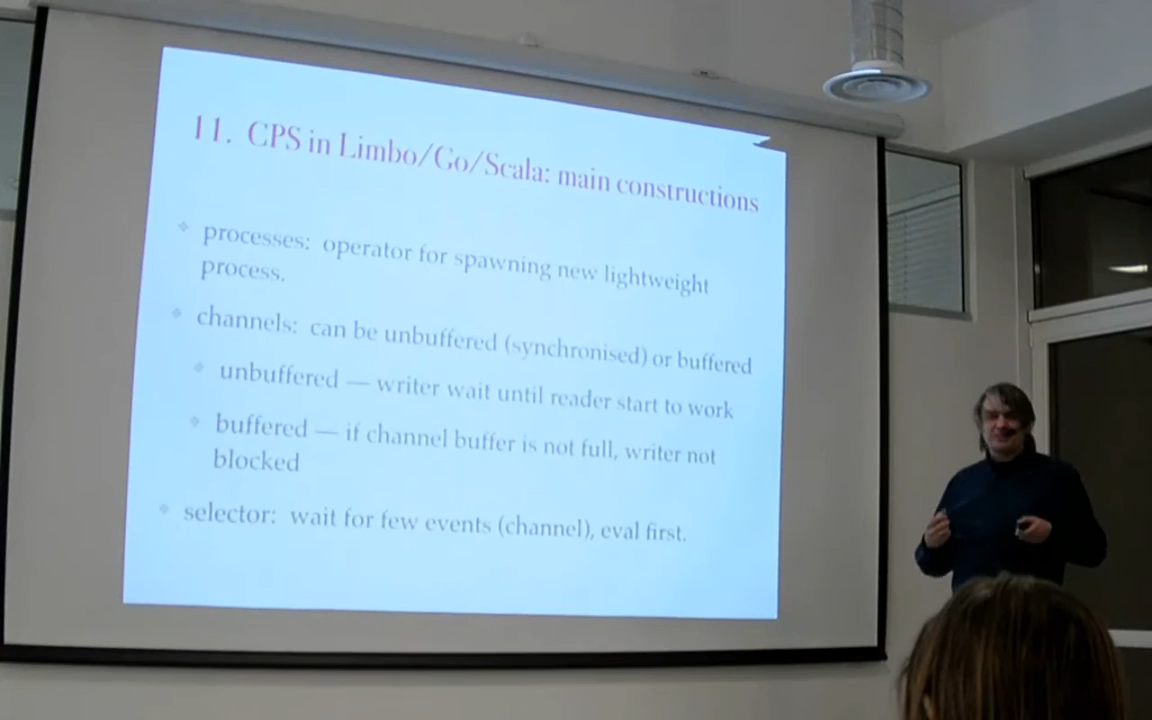 11. CPS in Limbo/Go/Scala: main constructions
processes: operator for spawning new lightweight
process.
channels: can be unbuffered (synchronised) or buffered
unbuffered — writer wait until reader start to work
buffered — if channel buffer is not full, writer not
blocked
selector: wait for few events (channel), eval first.